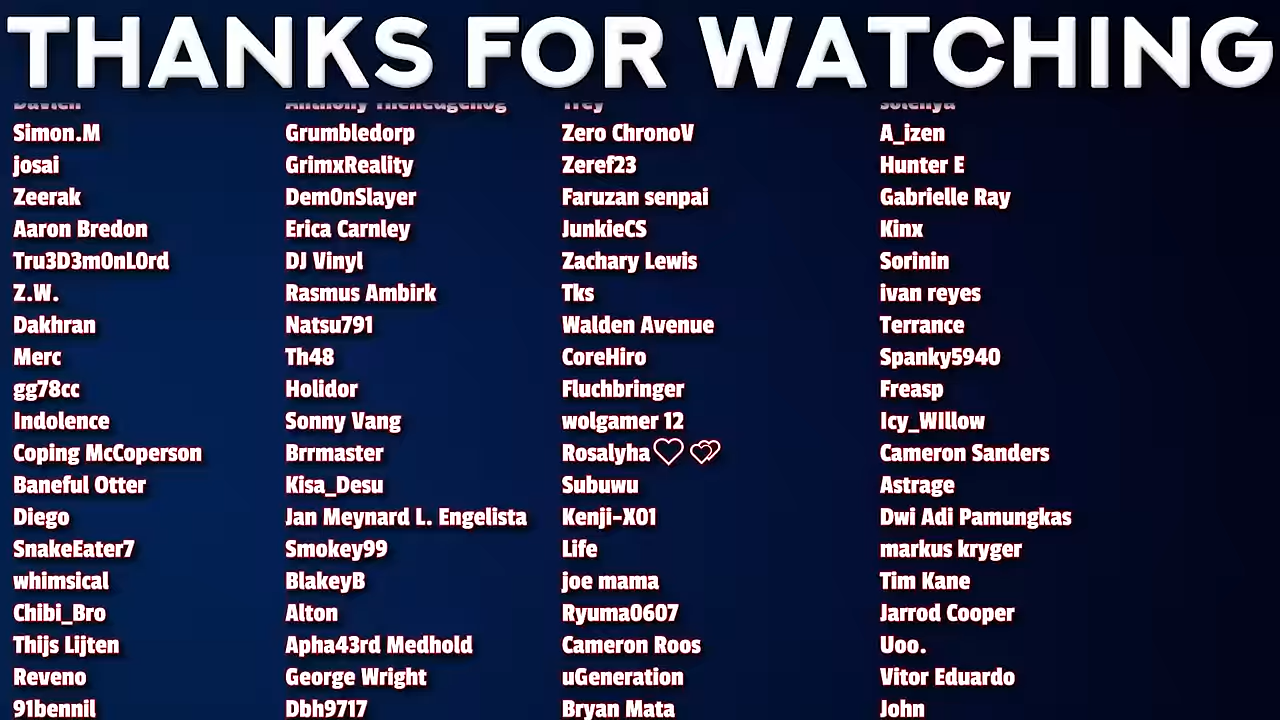 THANKS FOR WATCHING
Davien
Simon.M
josai
Zeerak
Aaron Bredon
Tru3D3m0nL0rd
Z.W.
Dakhran
Merc
gg78cc
Indolence
Coping McCoperson
Baneful Otter
Diego
SnakeEater7
whimsical
Chibi_Bro
Thijs Lijten
Reveno
91bennil
Anthony Thehedgehog
Grumbledorp
GrimxReality
Dem0nSlayer
Erica Carnley
DJ Vinyl
Rasmus Ambirk
Natsu791
Th48
Holidor
Sonny Vang
Brrmaster
Kisa_Desu
Jan Meynard L. Engelista
Smokey99
BlakeyB
Alton
Apha43rd Medhold
George Wright
Dbh9717
Trey
Zero ChronoV
Zeref23
Faruzan senpai
JunkieCS
Zachary Lewis
Tks
Walden Avenue
CoreHiro
Fluchbringer
wolgamer 12
Rosalyha♡ 💕
Subuwu
Kenji-X01
Life
joe mama
Ryuma0607
Cameron Roos
uGeneration
Bryan Mata
A_izen
Hunter E
Gabrielle Ray
Kinx
Sorinin
ivan reyes
Terrance
Spanky5940
Freasp
Icy_WIllow
Cameron Sanders
Astrage
Dwi Adi Pamungkas
markus kryger
Tim Kane
Jarrod Cooper
Uoo.
Vitor Eduardo
John